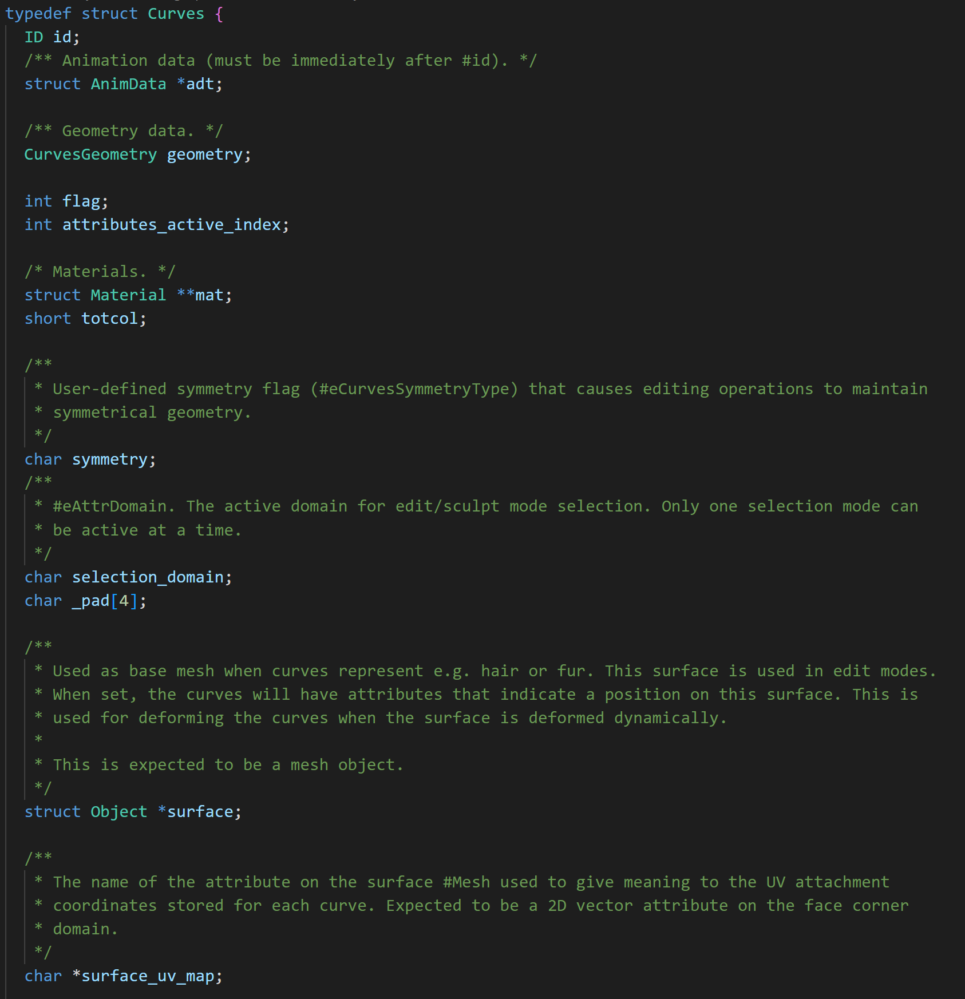 typedef struct Curves {
  ID id;
  /** Animation data (must be immediately after #id). */
  struct AnimData *adt;

  /** Geometry data. */
  CurvesGeometry geometry;

  int flag;
  int attributes_active_index;

  /* Materials. */
  struct Material **mat;
  short totcol;

  /**
   * User-defined symmetry flag (#eCurvesSymmetryType) that causes editing operations to maintain
   * symmetrical geometry.
   */
  char symmetry;
  /**
   * #eAttrDomain. The active domain for edit/sculpt mode selection. Only one selection mode can
   * be active at a time.
   */
  char selection_domain;
  char _pad[4];

  /**
   * Used as base mesh when curves represent e.g. hair or fur. This surface is used in edit modes.
   * When set, the curves will have attributes that indicate a position on this surface. This is
   * used for deforming the curves when the surface is deformed dynamically.
   *
   * This is expected to be a mesh object.
   */
  struct Object *surface;

  /**
   * The name of the attribute on the surface #Mesh used to give meaning to the UV attachment
   * coordinates stored for each curve. Expected to be a 2D vector attribute on the face corner
   * domain.
   */
  char *surface_uv_map;